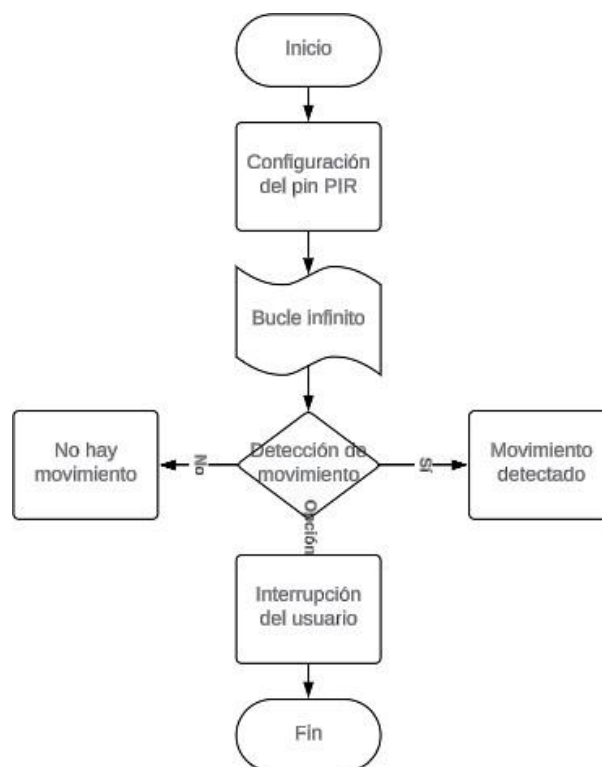 Inicio
Configuración
del pin PIR
Bucle infinito
No hay
movimiento
No
Detección de
movimiento
Sí
Movimiento
detectado
Opción
Interrupción
del usuario
Fin